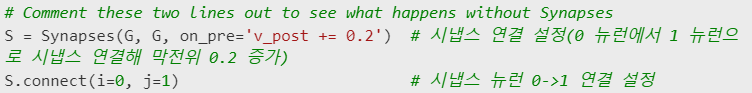 # Comment these two lines out to see what happens without Synapses
S = Synapses(G, G, on_pre='v_post += 0.2')  # 시냅스 연결 설정(0 뉴런에서 1 뉴런으
로 시냅스 연결해 막전위 0.2 증가)
S.connect(i=0, j=1)                         # 시냅스 뉴런 0->1 연결 설정